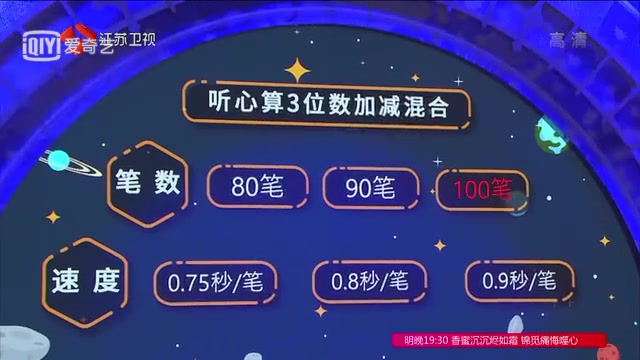 iQIYI 爱奇艺 江苏卫视
高清
听心算3位数加减混合
笔数 80笔 90笔 100笔
速度 0.75秒/笔 0.8秒/笔 0.9秒/笔
明晚19:30 香蜜沉沉烬如霜 锦觅痛悔噬心